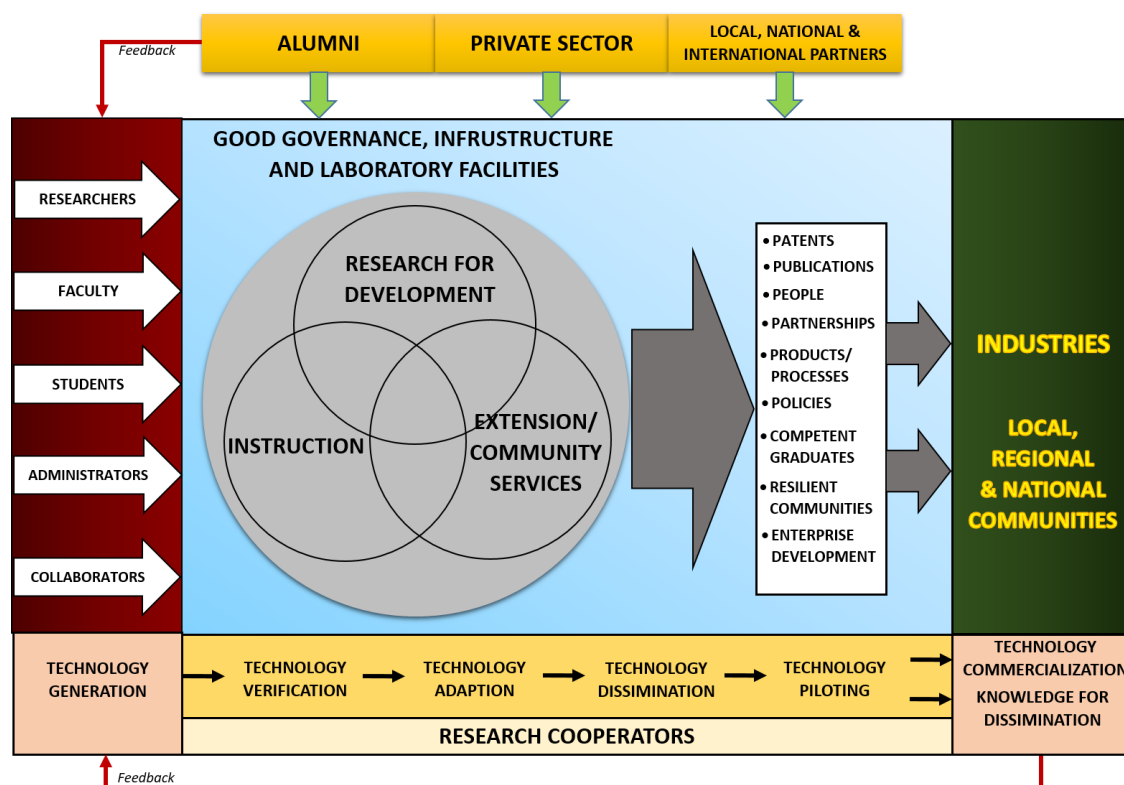 Feedback
ALUMNI
PRIVATE SECTOR
LOCAL, NATIONAL &
INTERNATIONAL PARTNERS
GOOD GOVERNANCE, INFRUSTRUCTURE
AND LABORATORY FACILITIES
RESEARCHERS
FACULTY
STUDENTS
ADMINISTRATORS
COLLABORATORS
RESEARCH FOR
DEVELOPMENT
INSTRUCTION
EXTENSION/
COMMUNITY
SERVICES
• PATENTS
• PUBLICATIONS
• PEOPLE
• PARTNERSHIPS
• PRODUCTS/
PROCESSES
• POLICIES
• COMPETENT
GRADUATES
• RESILIENT
COMMUNITIES
• ENTERPRISE
DEVELOPMENT
INDUSTRIES
LOCAL,
REGIONAL
& NATIONAL
COMMUNITIES
TECHNOLOGY
GENERATION
TECHNOLOGY
VERIFICATION
TECHNOLOGY
ADAPTION
TECHNOLOGY
DISSIMINATION
TECHNOLOGY
PILOTING
TECHNOLOGY
COMMERCIALIZATION
KNOWLEDGE FOR
DISSIMINATION
RESEARCH COOPERATORS
Feedback